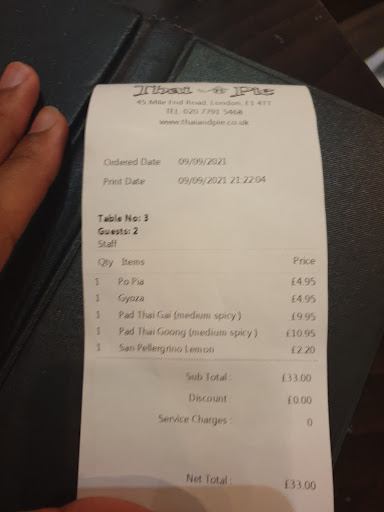 Thai Pie
45 Mile End Road, London, E1 4TT
TEL: 020 7791 5468
www.thaiandpie.co.uk
Ordered Date 09/09/2021
Print Date 09/09/2021 21:22:04
Table No: 3
Guests: 2
Staff
Qty Items Price
1 Po Pia £4.95
1 Gyoza £4.95
1 Pad Thai Gai (medium spicy ) £9.95
1 Pad Thai Goong (medium spicy ) £10.95
1 San Pellergrino Lemon £2.20
Sub Total : £33.00
Discount : £0.00
Service Charges : 0
Net Total : £33.00